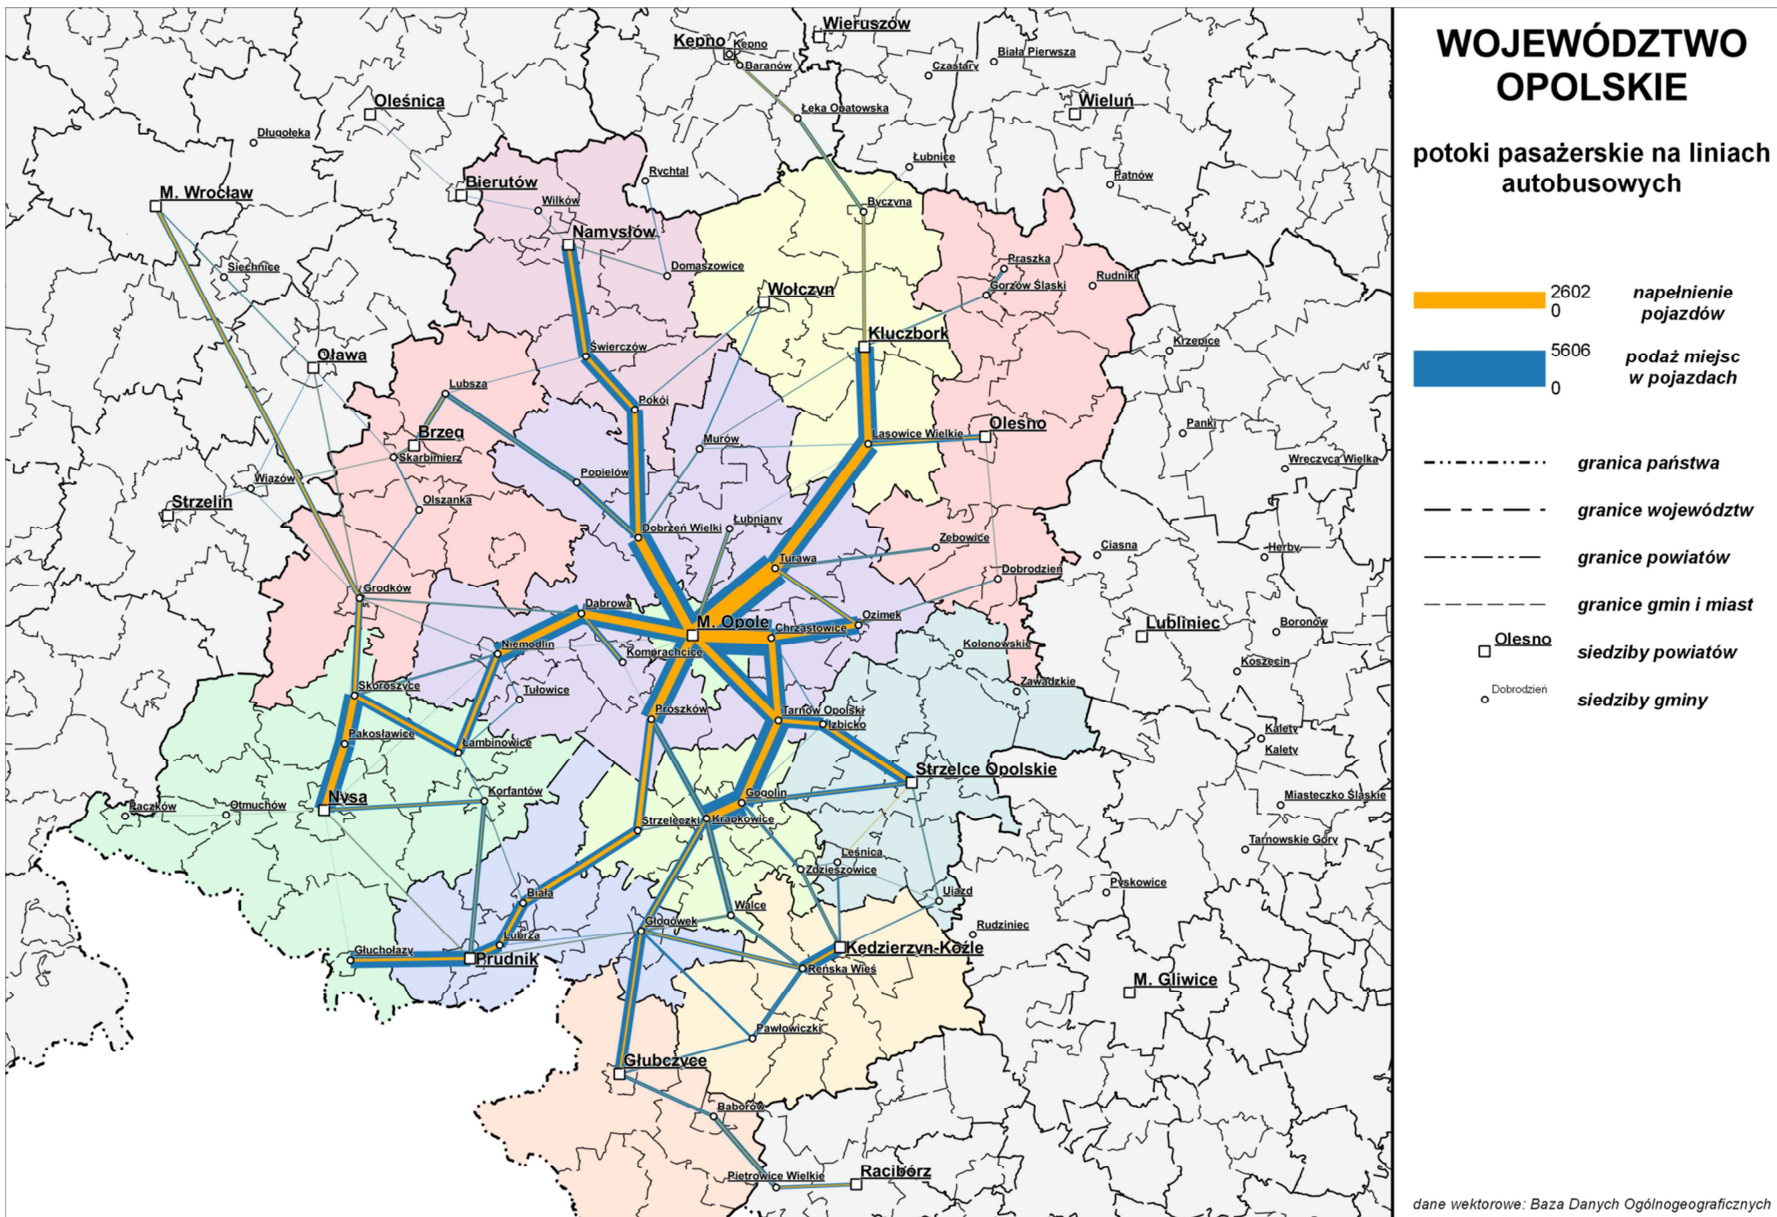 WOJEWÓDZTWO
OPOLSKIE
potoki pasażerskie na liniach
autobusowych
2602
0
napełnienie
pojazdów
5606
0
podaż miejsc
w pojazdach
granica państwa
granice województw
granice powiatów
granice gmin i miast
Olesno
siedziby powiatów
Dobrodzień
siedziby gminy
dane wektorowe: Baza Danych Ogólnogeograficznych
Wieruszów
Kępno
Kępno
Baranów
Biała Pierwsza
Czastary
Oleśnica
Łęka Opatowska
Wieluń
Długołęka
Łubnice
Rychtal
Pątnów
Bierutów
M. Wrocław
Wilków
Byczyna
Namysłów
Siechnice
Domaszowice
Praszka
Rudniki
Gorzów Śląski
Wołczyn
Kluczbork
Krzepice
Świerczów
Oława
Lubsza
Pokój
Panki
Brzeg
Murów
Lasowice Wielkie
Olesno
Skarbimierz
Wręczyca Wielka
Wiązów
Popielów
Strzelin
Olszanka
Dobrzeń Wielki
Łubniany
Zębowice
Ciasna
Herby
Turawa
Dobrodzień
Grodków
Dąbrowa
Ozimek
M. Opole
Chrząstowice
Lubliniec
Boronów
Niemodlin
Komprachcice
Kolonowskie
Koszęcin
Skoroszyce
Tułowice
Zawadzkie
Prószków
Tarnów Opolski
Izbicko
Pakosławice
Łambinowice
Kalety
Kalety
Strzelce Opolskie
Nysa
Korfantów
Gogolin
Miasteczko Śląskie
Paczków
Otmuchów
Strzeleczki
Krapkowice
Tarnowskie Góry
Leśnica
Zdzieszowice
Pyskowice
Biała
Ujazd
Walce
Głogówek
Rudziniec
Lubrza
Kędzierzyn-Koźle
Głuchołazy
Prudnik
Reńska Wieś
M. Gliwice
Pawłowiczki
Głubczyce
Baborów
Pietrowice Wielkie
Racibórz